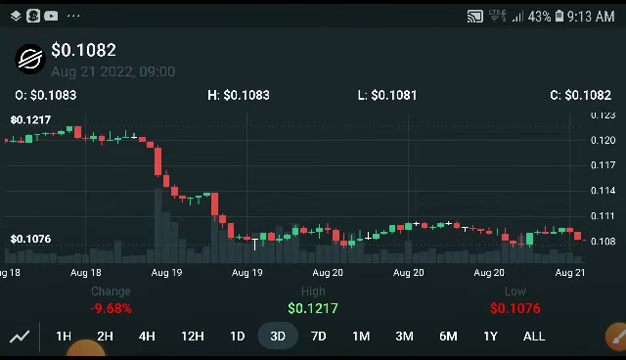 ... LTE 43% 9:13 AM
$0.1082
Aug 21 2022, 09:00
O: $0.1083 H: $0.1083 L: $0.1081 C: $0.1082
0.123
$0.1217
0.120
0.117
0.114
0.111
$0.1076
0.108
ug 18 Aug 18 Aug 19 Aug 19 Aug 20 Aug 20 Aug 20 Aug 21
Change High Low
-9.68% $0.1217 $0.1076
1H 2H 4H 12H 1D 3D 7D 1M 3M 6M 1Y ALL